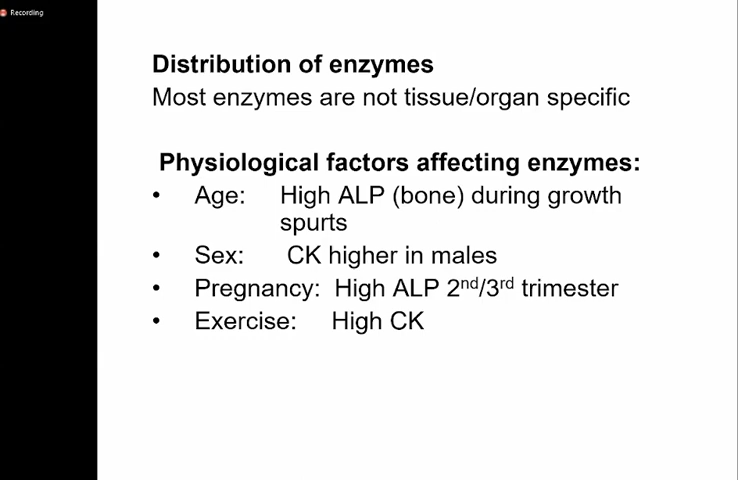 Recording
Distribution of enzymes
Most enzymes are not tissue/organ specific
Physiological factors affecting enzymes:
• Age: High ALP (bone) during growth
spurts
• Sex: CK higher in males
• Pregnancy: High ALP 2nd/3rd trimester
• Exercise: High CK